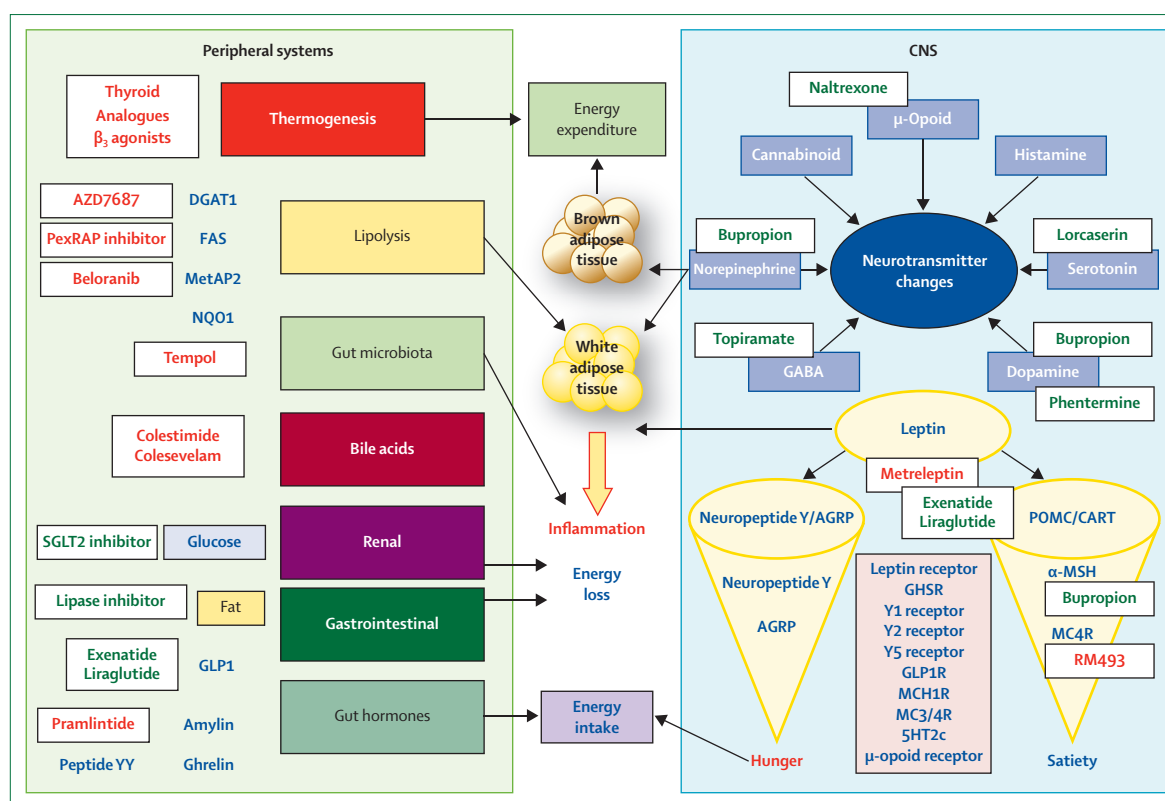 Peripheral systems
Thyroid
Analogues
β₃ agonists
Thermogenesis
AZD7687
DGAT1
PexRAP inhibitor
FAS
Beloranib
MetAP2
NQO1
Lipolysis
Tempol
Gut microbiota
Colestimide
Colesevelam
Bile acids
SGLT2 inhibitor
Glucose
Renal
Lipase inhibitor
Fat
Gastrointestinal
Exenatide
Liraglutide
GLP1
Pramlintide
Amylin
Gut hormones
Peptide YY
Ghrelin
Energy
expenditure
Brown
adipose
tissue
White
adipose
tissue
Inflammation
Energy
loss
Energy
intake
CNS
Naltrexone
μ-Opoid
Cannabinoid
Histamine
Bupropion
Norepinephrine
Neurotransmitter
changes
Lorcaserin
Serotonin
Topiramate
GABA
Bupropion
Dopamine
Phentermine
Leptin
Metreleptin
Exenatide
Liraglutide
Neuropeptide Y/AGRP
Neuropeptide Y
AGRP
Hunger
Leptin receptor
GHSR
Y1 receptor
Y2 receptor
Y5 receptor
GLP1R
MCH1R
MC3/4R
5HT2c
μ-opoid receptor
POMC/CART
α-MSH
Bupropion
MC4R
RM493
Satiety